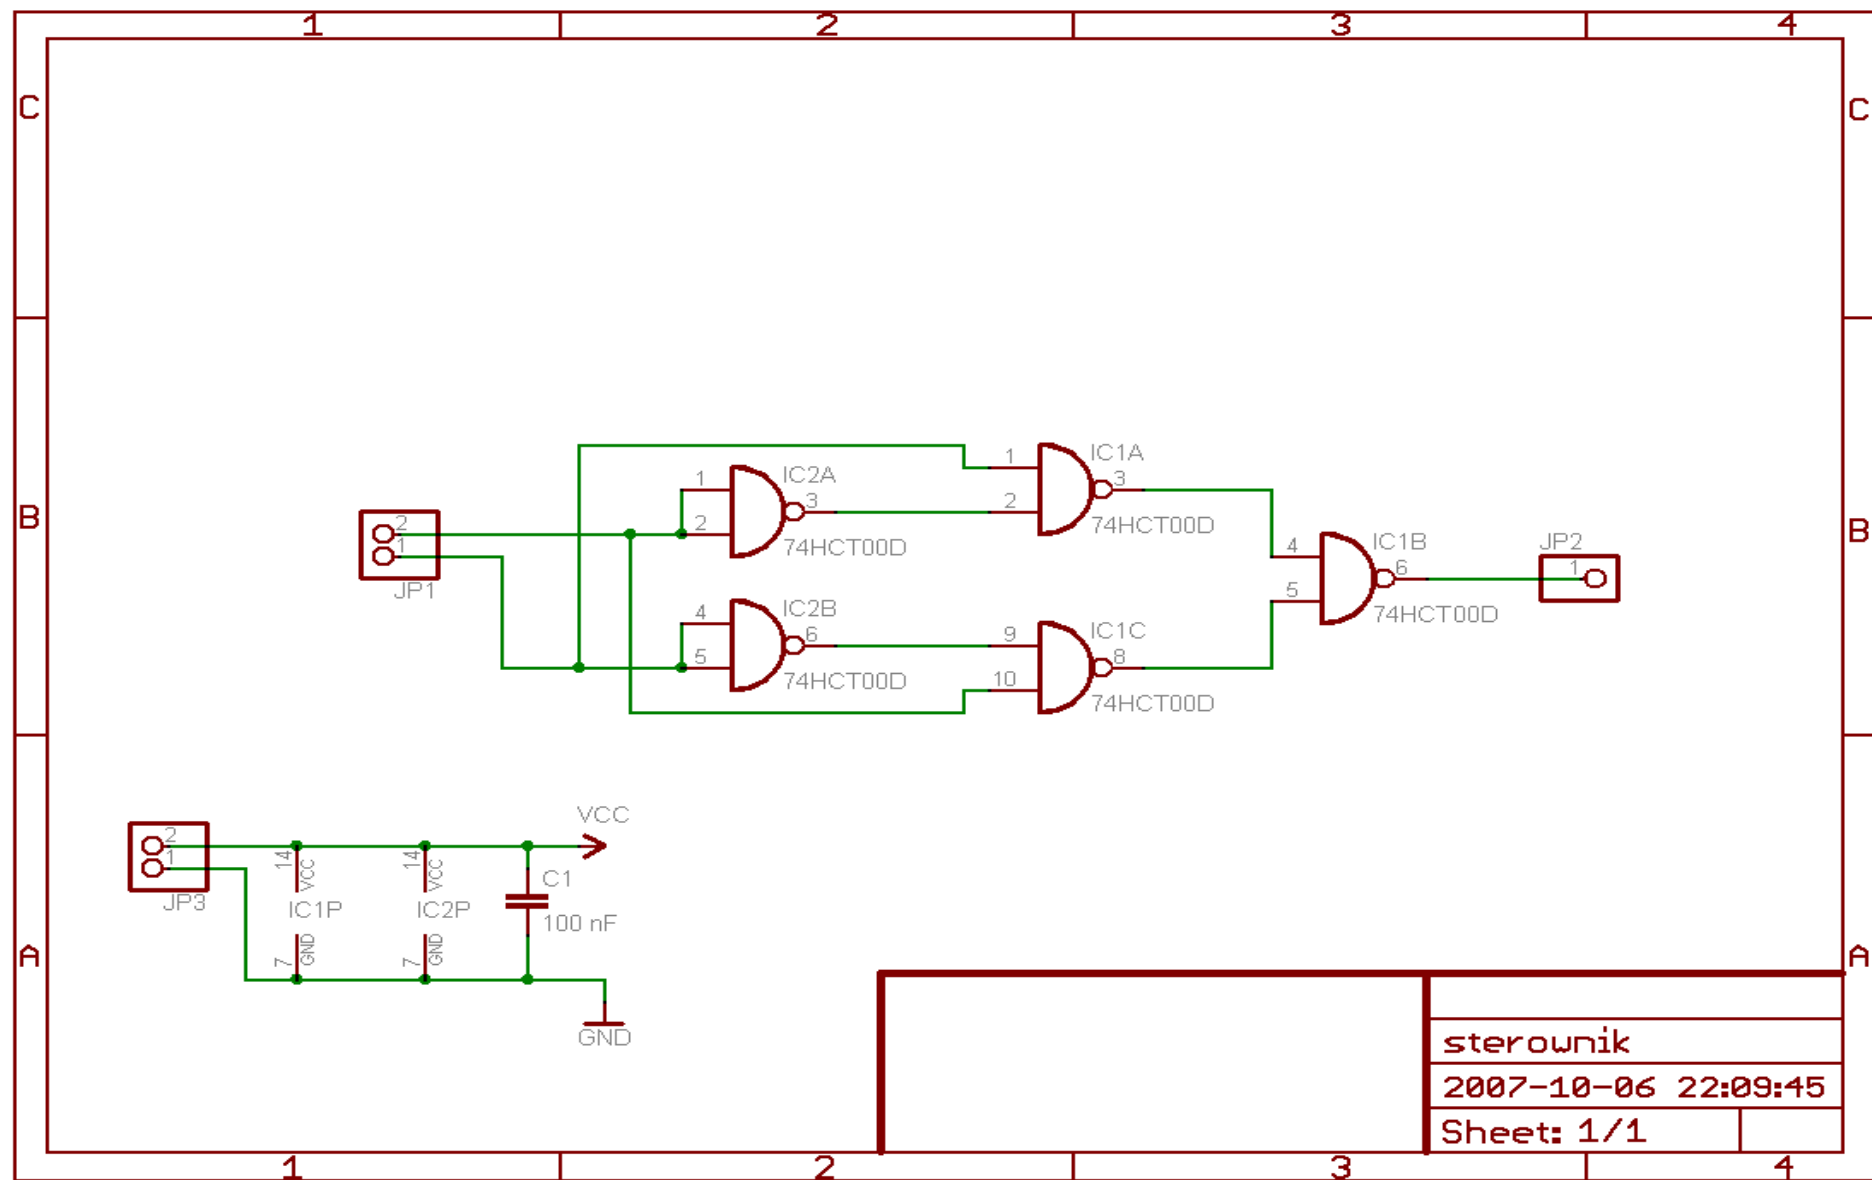 1 2 3 4
C C
1 IC1A
1 IC2A 3
3 2
2 B 2 74HCT00D
1 74HCT00D 4 IC1B JP2 B
JP1 6 1
4 IC2B 5 74HCT00D
6 9 IC1C
5 8
74HCT00D 10 74HCT00D
VCC
2
1 14 VCC 14 VCC C1
JP3 IC1P IC2P 100 nF
A 7 GND 7 GND A
GND
sterownik
2007-10-06 22:09:45
Sheet: 1/1
1 2 3 4